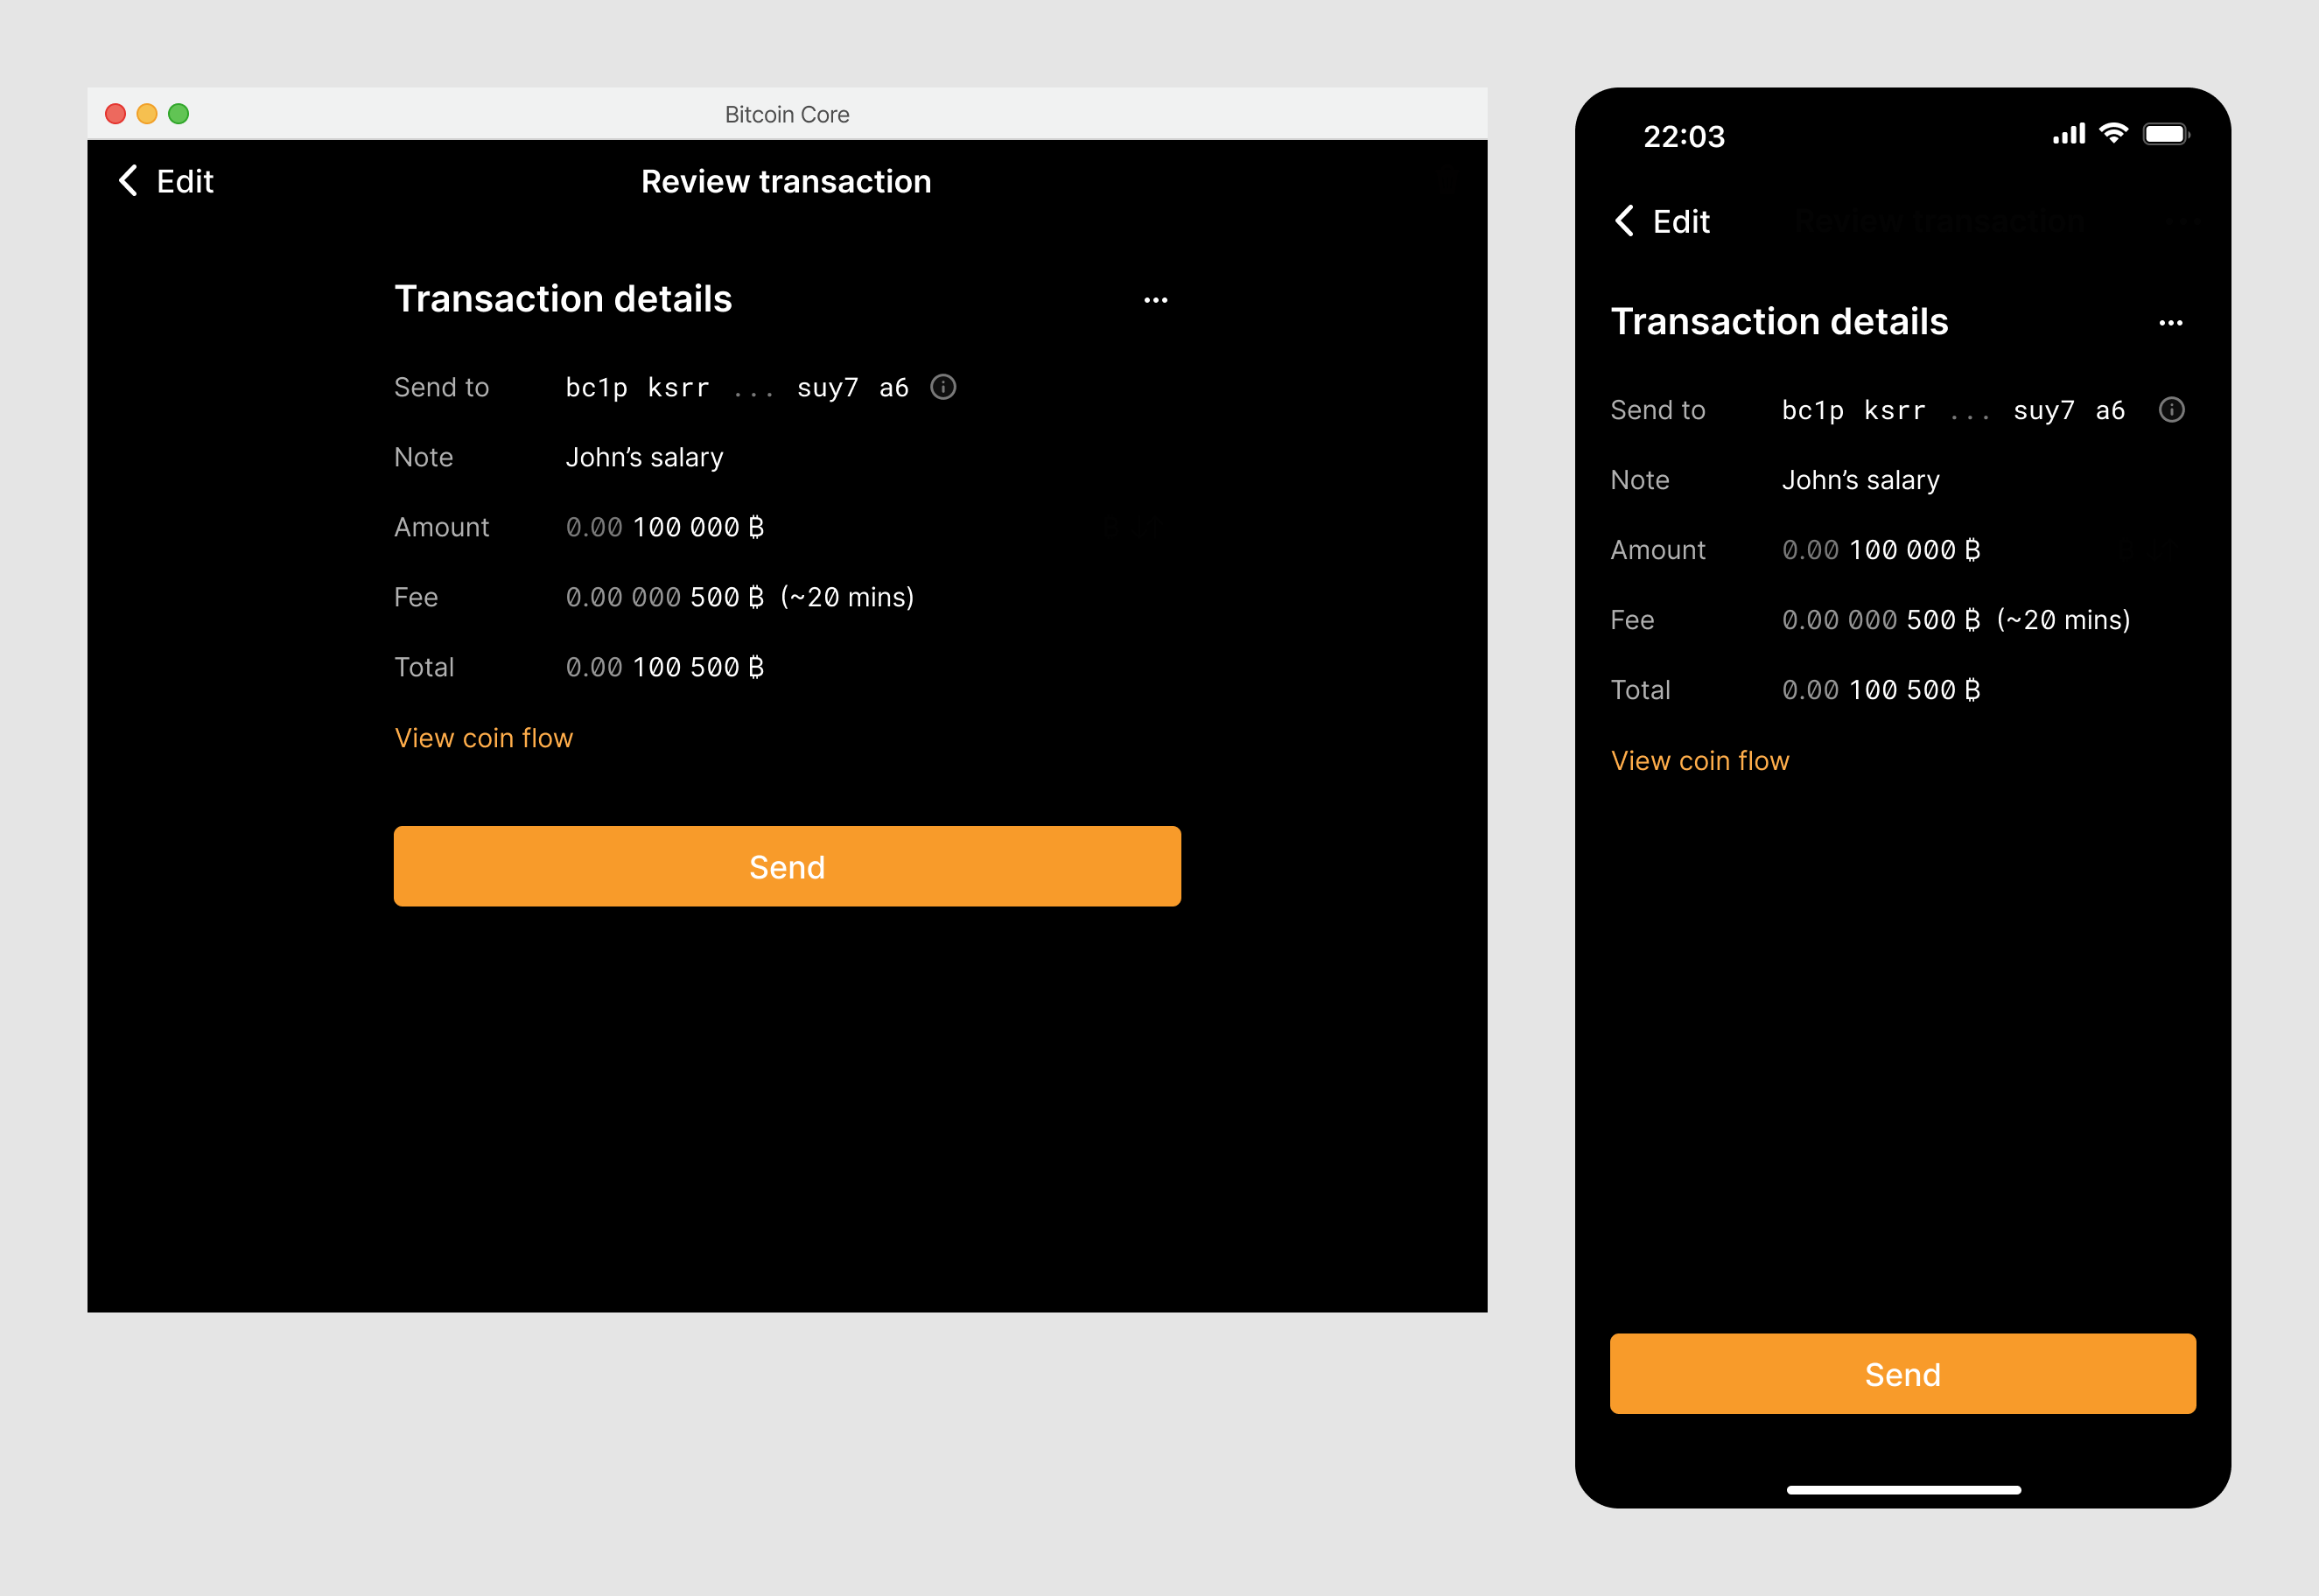 Bitcoin Core
Edit
Review transaction
Transaction details
Send to bc1p ksrr ... suy7 a6
Note John’s salary
Amount 0.00 100 000 ₿
Fee 0.00 000 500 ₿ (~20 mins)
Total 0.00 100 500 ₿
View coin flow
Send
22:03
Edit
Review transaction
Transaction details
Send to bc1p ksrr ... suy7 a6
Note John’s salary
Amount 0.00 100 000 ₿
Fee 0.00 000 500 ₿ (~20 mins)
Total 0.00 100 500 ₿
View coin flow
Send